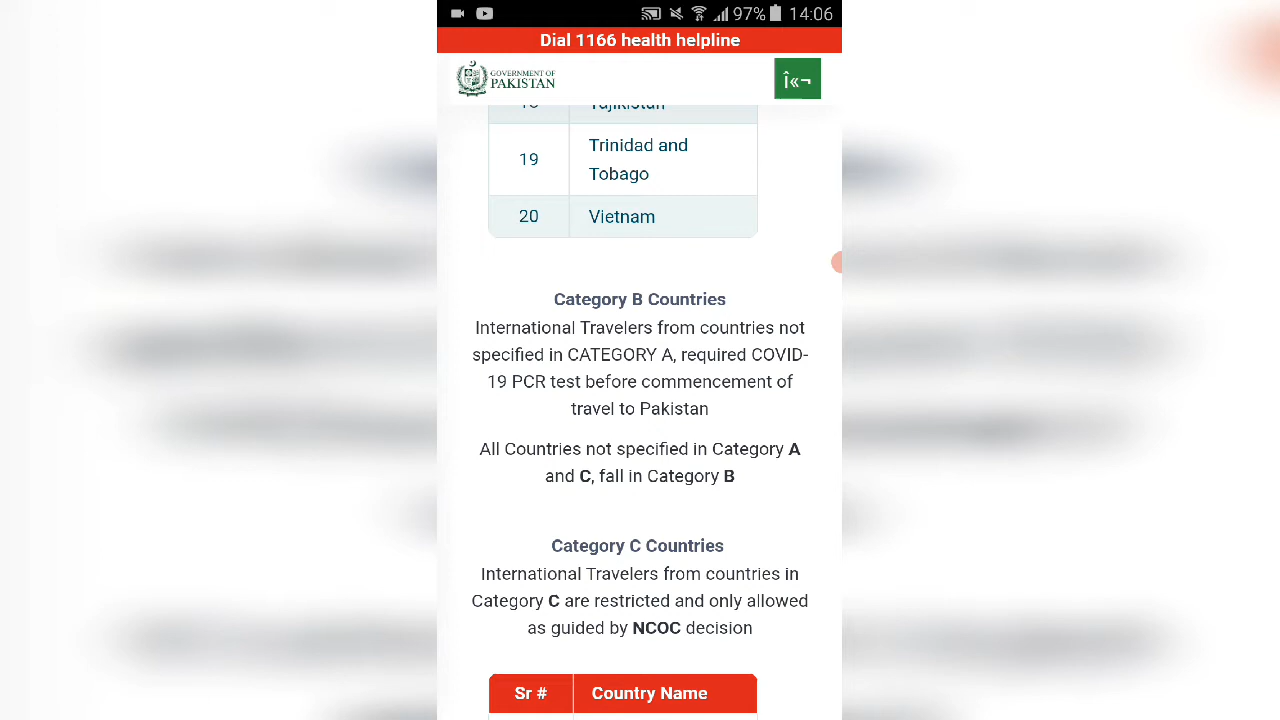 97% 14:06
Dial 1166 health helpline
GOVERNMENT OF
PAKISTAN
Î«¬
18 Tajikistan
19 Trinidad and
Tobago
20 Vietnam
Category B Countries
International Travelers from countries not
specified in CATEGORY A, required COVID-
19 PCR test before commencement of
travel to Pakistan
All Countries not specified in Category A
and C, fall in Category B
Category C Countries
International Travelers from countries in
Category C are restricted and only allowed
as guided by NCOC decision
Sr # Country Name